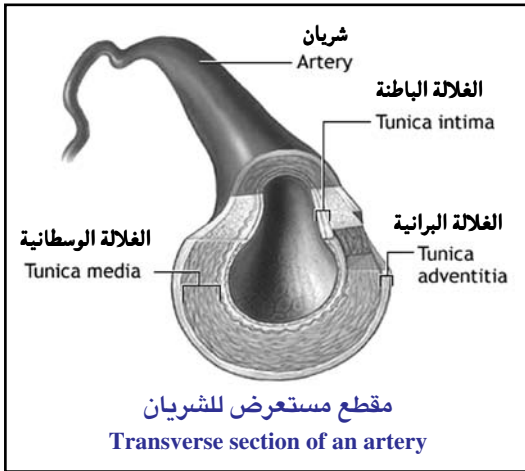 شريان
Artery
الغلالة الباطنة
Tunica intima
الغلالة البرانية
Tunica
adventitia
الغلالة الوسطانية
Tunica media
مقطع مستعرض للشريان
Transverse section of an artery